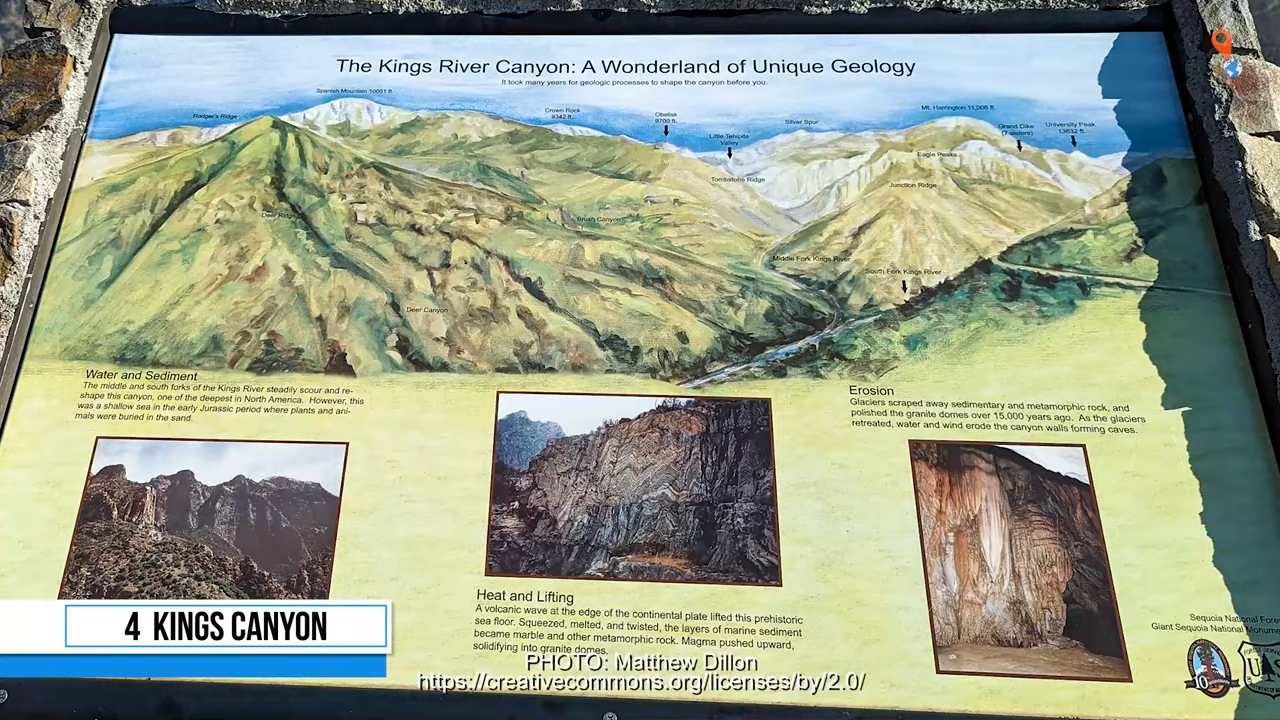 The Kings River Canyon: A Wonderland of Unique Geology
It took many years for geologic processes to shape the canyon before you.
Spanish Mountain 10051 ft.
Rodger's Ridge
Crown Rock
9342 ft.
Obelisk
9700 ft.
Little Tehipite
Valley
Silver Spur
Mt. Harrington 11,008 ft.
Grand Dike
(7 sisters)
University Peak
13632 ft.
Eagle Peaks
Tombstone Ridge
Junction Ridge
Deer Ridge
Brush Canyon
Middle Fork Kings River
South Fork Kings River
Deer Canyon
Water and Sediment
The middle and south forks of the Kings River steadily scour and re-
shape this canyon, one of the deepest in North America. However, this
was a shallow sea in the early Jurassic period where plants and ani-
mals were buried in the sand.
Heat and Lifting
A volcanic wave at the edge of the continental plate lifted this prehistoric
sea floor. Squeezed, melted, and twisted, the layers of marine sediment
became marble and other metamorphic rock. Magma pushed upward,
solidifying into granite domes.
Erosion
Glaciers scraped away sedimentary and metamorphic rock, and
polished the granite domes over 15,000 years ago. As the glaciers
retreated, water and wind erode the canyon walls forming caves.
Sequoia National Fores
Giant Sequoia National Monume
4 KINGS CANYON
PHOTO: Matthew Dillon
https://creativecommons.org/licenses/by/2.0/